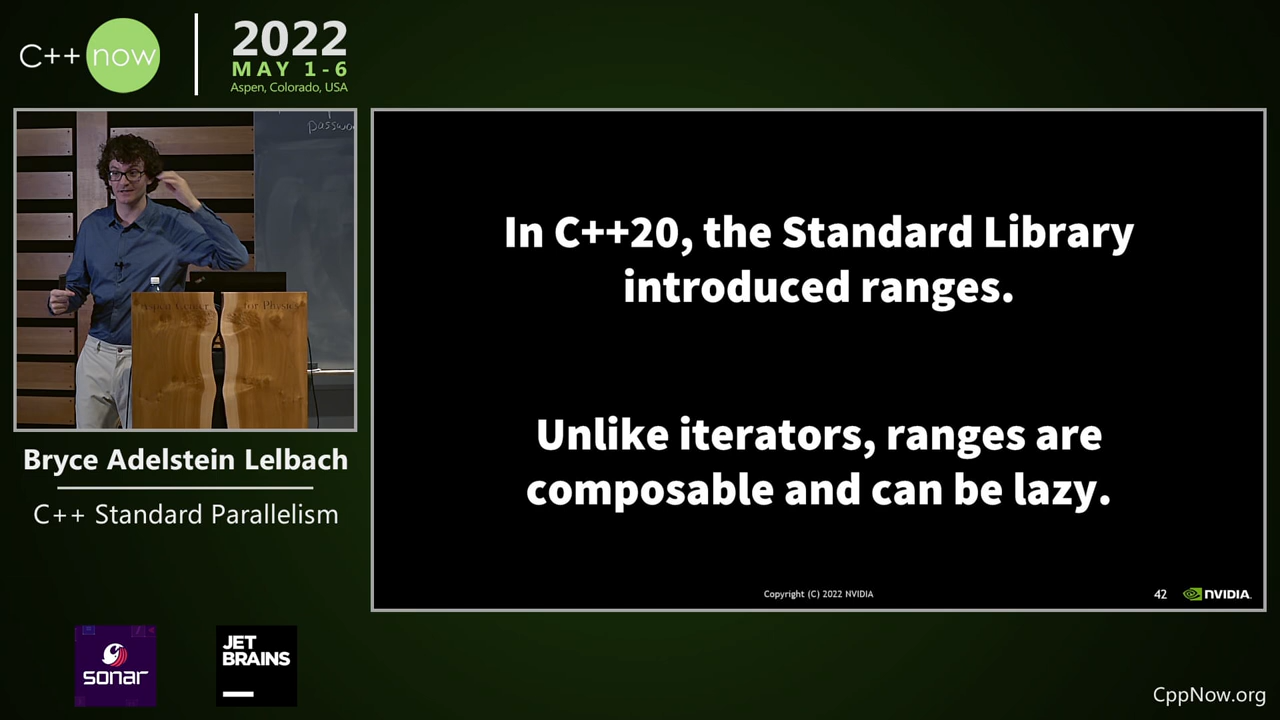 C++ now
2022
MAY 1-6
Aspen, Colorado, USA
In C++20, the Standard Library
introduced ranges.
Unlike iterators, ranges are
composable and can be lazy.
Copyright (C) 2022 NVIDIA
42
NVIDIA.
for Physics
Bryce Adelstein Lelbach
C++ Standard Parallelism
sonar
JET
BRAINS
CppNow.org